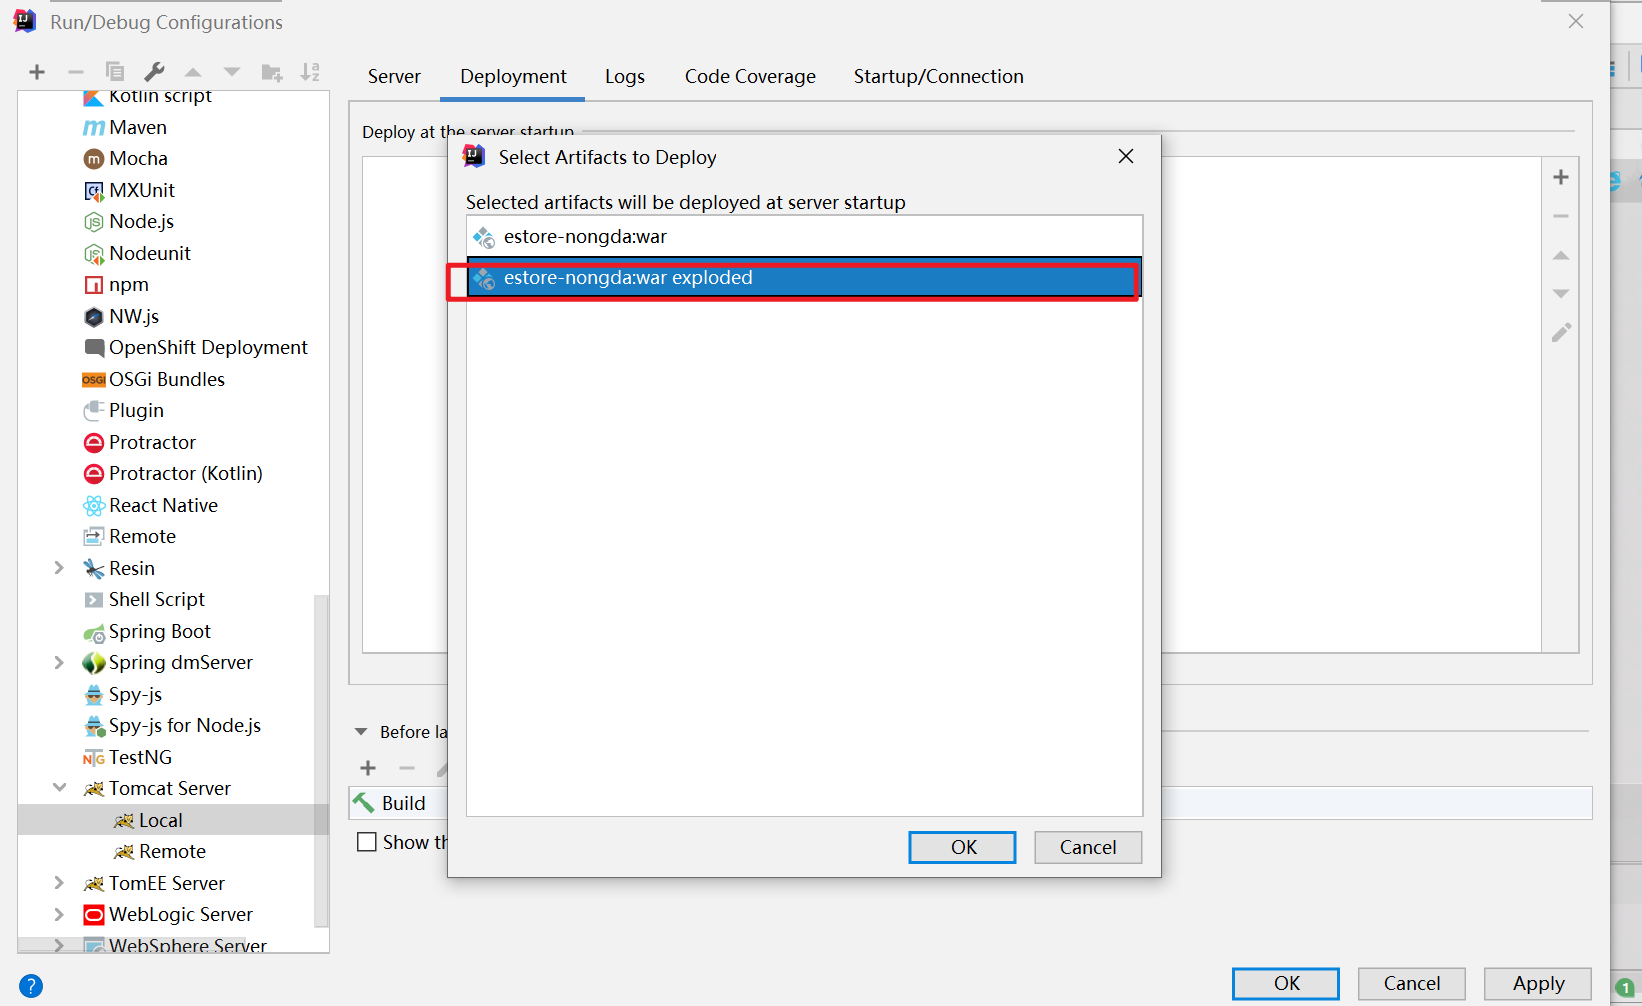 Run/Debug Configurations
Kotlin script
Maven
Mocha
MXUnit
Node.js
Nodeunit
npm
NW.js
OpenShift Deployment
OSGi Bundles
Plugin
Protractor
Protractor (Kotlin)
React Native
Remote
Resin
Shell Script
Spring Boot
Spring dmServer
Spy-js
Spy-js for Node.js
TestNG
Tomcat Server
Local
Remote
TomEE Server
WebLogic Server
WebSphere Server
Server Deployment Logs Code Coverage Startup/Connection
Deploy at the server startup
Select Artifacts to Deploy
Selected artifacts will be deployed at server startup
estore-nongda:war
estore-nongda:war exploded
OK Cancel
Before la
Build
Show th
OK Cancel Apply
1